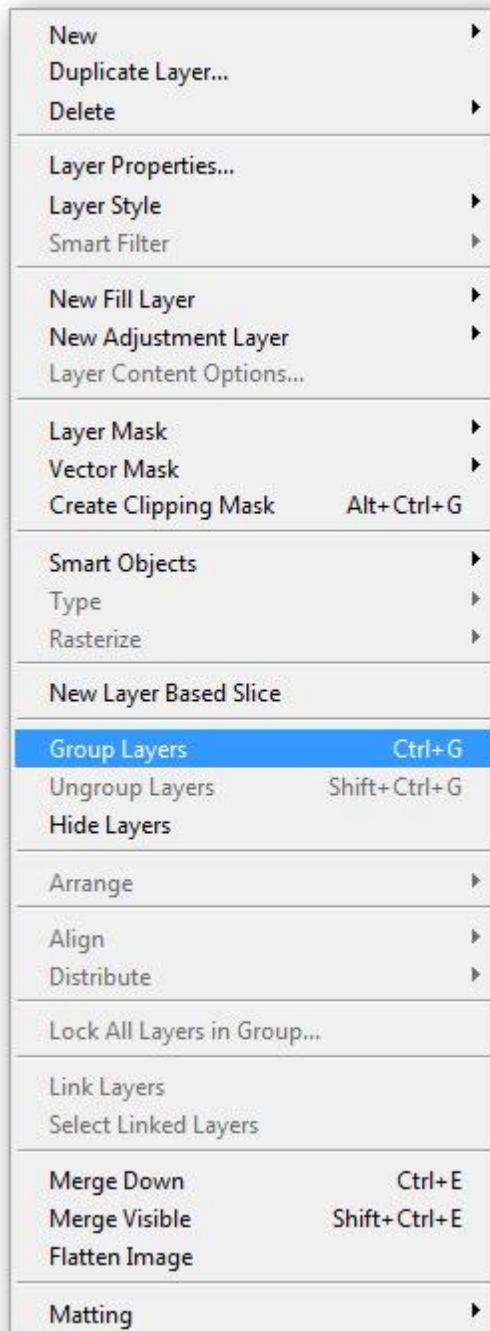 New
Duplicate Layer...
Delete
Layer Properties...
Layer Style
Smart Filter
New Fill Layer
New Adjustment Layer
Layer Content Options...
Layer Mask
Vector Mask
Create Clipping Mask Alt+Ctrl+G
Smart Objects
Type
Rasterize
New Layer Based Slice
Group Layers Ctrl+G
Ungroup Layers Shift+Ctrl+G
Hide Layers
Arrange
Align
Distribute
Lock All Layers in Group...
Link Layers
Select Linked Layers
Merge Down Ctrl+E
Merge Visible Shift+Ctrl+E
Flatten Image
Matting